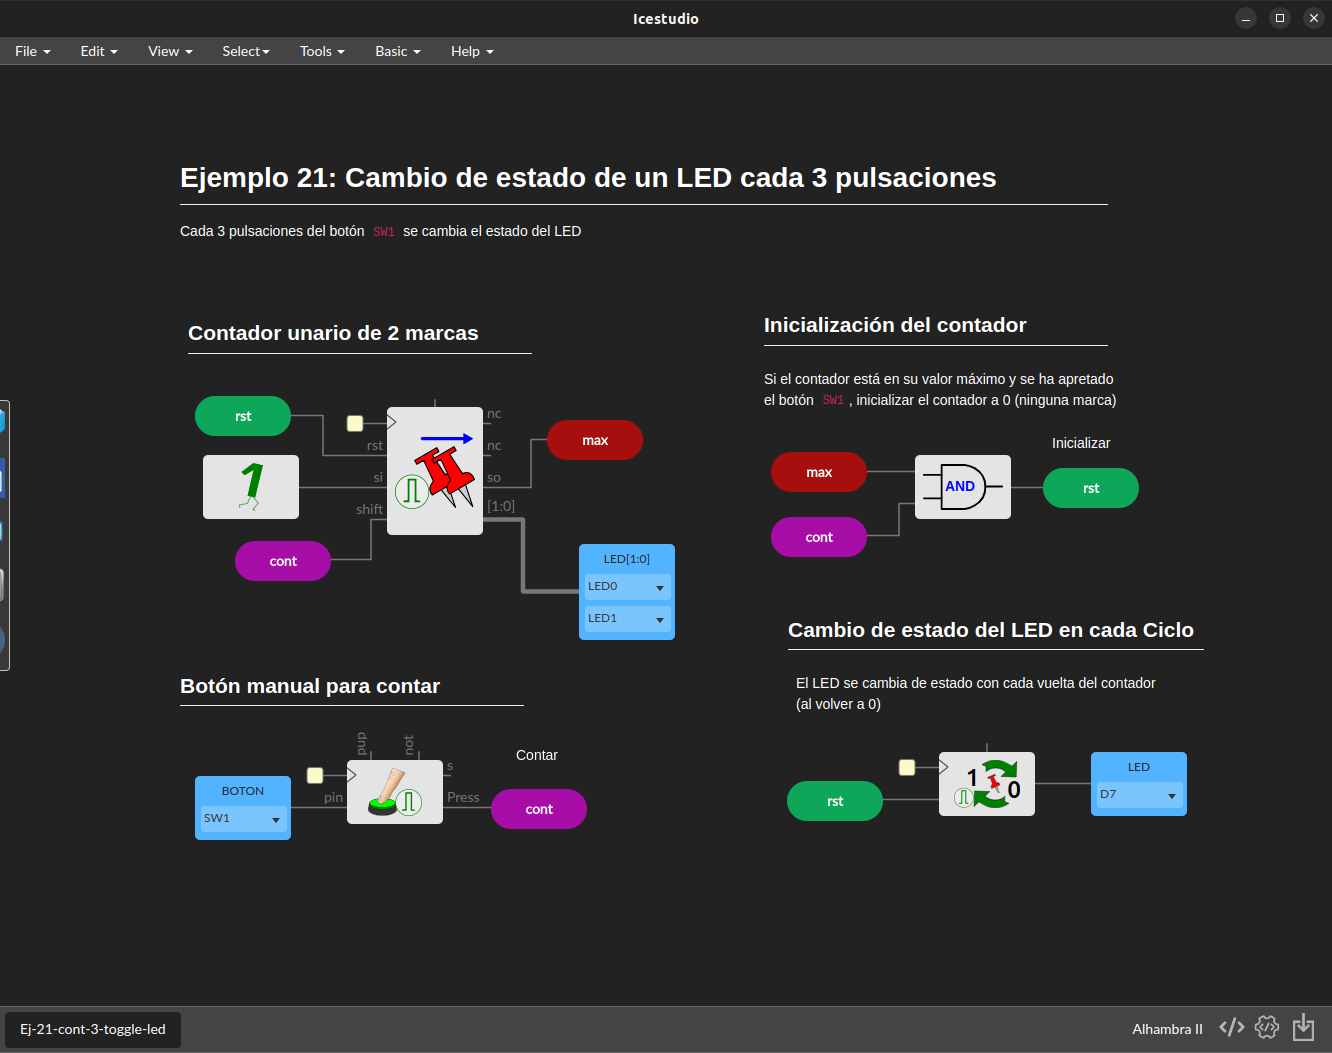 Icestudio
File Edit View Select Tools Basic Help
Ejemplo 21: Cambio de estado de un LED cada 3 pulsaciones
Cada 3 pulsaciones del botón SW1 se cambia el estado del LED
Contador unario de 2 marcas
rst
nc
rst
nc
si
so
shift
[1:0]
1
max
cont
LED[1:0]
LED0
LED1
Inicialización del contador
Si el contador está en su valor máximo y se ha apretado
el botón SW1 , inicializar el contador a 0 (ninguna marca)
Inicializar
max
AND
rst
cont
Botón manual para contar
pup
not
Contar
s
BOTON
pin
Press
SW1
cont
Cambio de estado del LED en cada Ciclo
El LED se cambia de estado con cada vuelta del contador
(al volver a 0)
1
0
rst
LED
D7
Ej-21-cont-3-toggle-led
Alhambra II